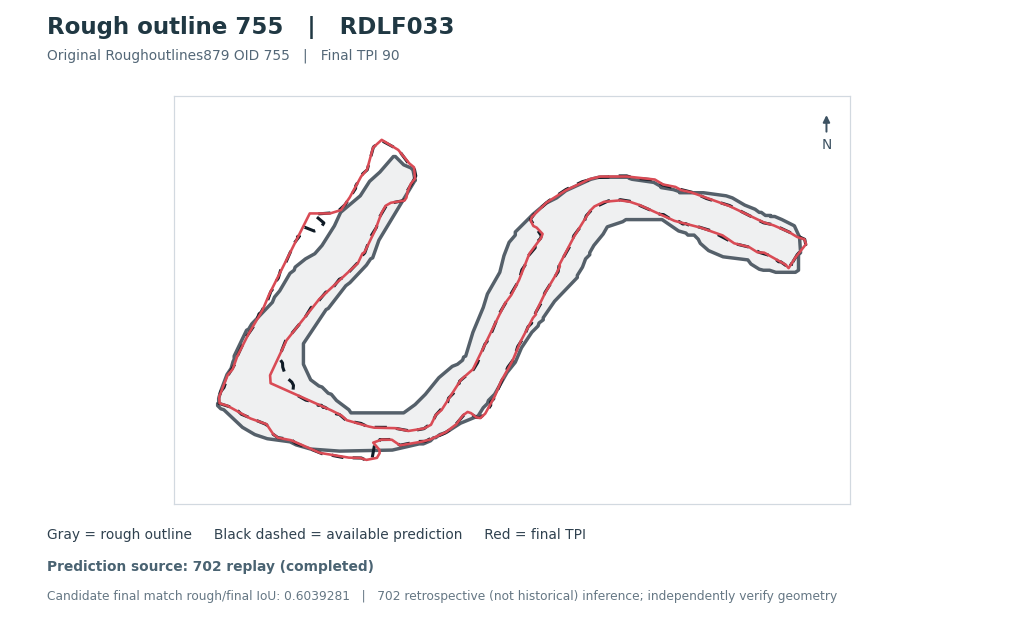 Rough outline 755   |   RDLF033
Original Roughoutlines879 OID 755   |   Final TPI 90
N
Gray = rough outline     Black dashed = available prediction     Red = final TPI
Prediction source: 702 replay (completed)
Candidate final match rough/final IoU: 0.6039281   |   702 retrospective (not historical) inference; independently verify geometry